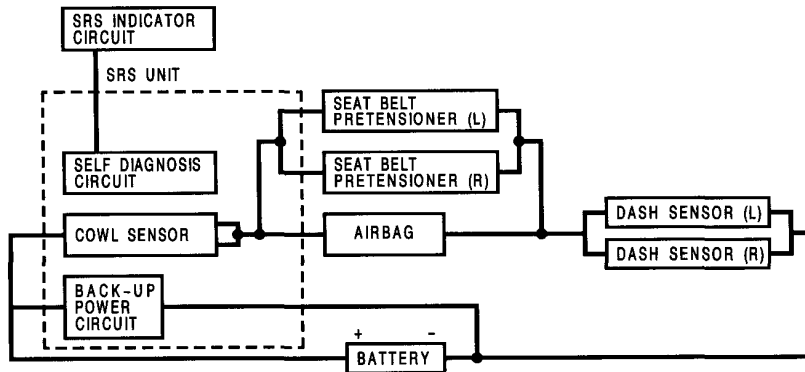 SRS INDICATOR
CIRCUIT
SRS UNIT
SEAT BELT
PRETENSIONER (L)
SELF DIAGNOSIS
CIRCUIT
SEAT BELT
PRETENSIONER (R)
COWL SENSOR
AIRBAG
DASH SENSOR (L)
DASH SENSOR (R)
BACK-UP
POWER
CIRCUIT
+ -
BATTERY